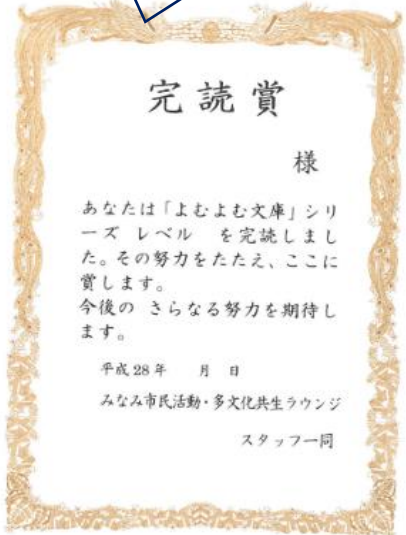 完読賞
様
あなたは「よむよむ文庫」シリ
ーズ レベル　を完読しまし
た。その努力をたたえ、ここに
賞します。
今後の さらなる努力を期待し
ます。
平成 28 年　月　日
みなみ市民活動・多文化共生ラウンジ
スタッフ一同